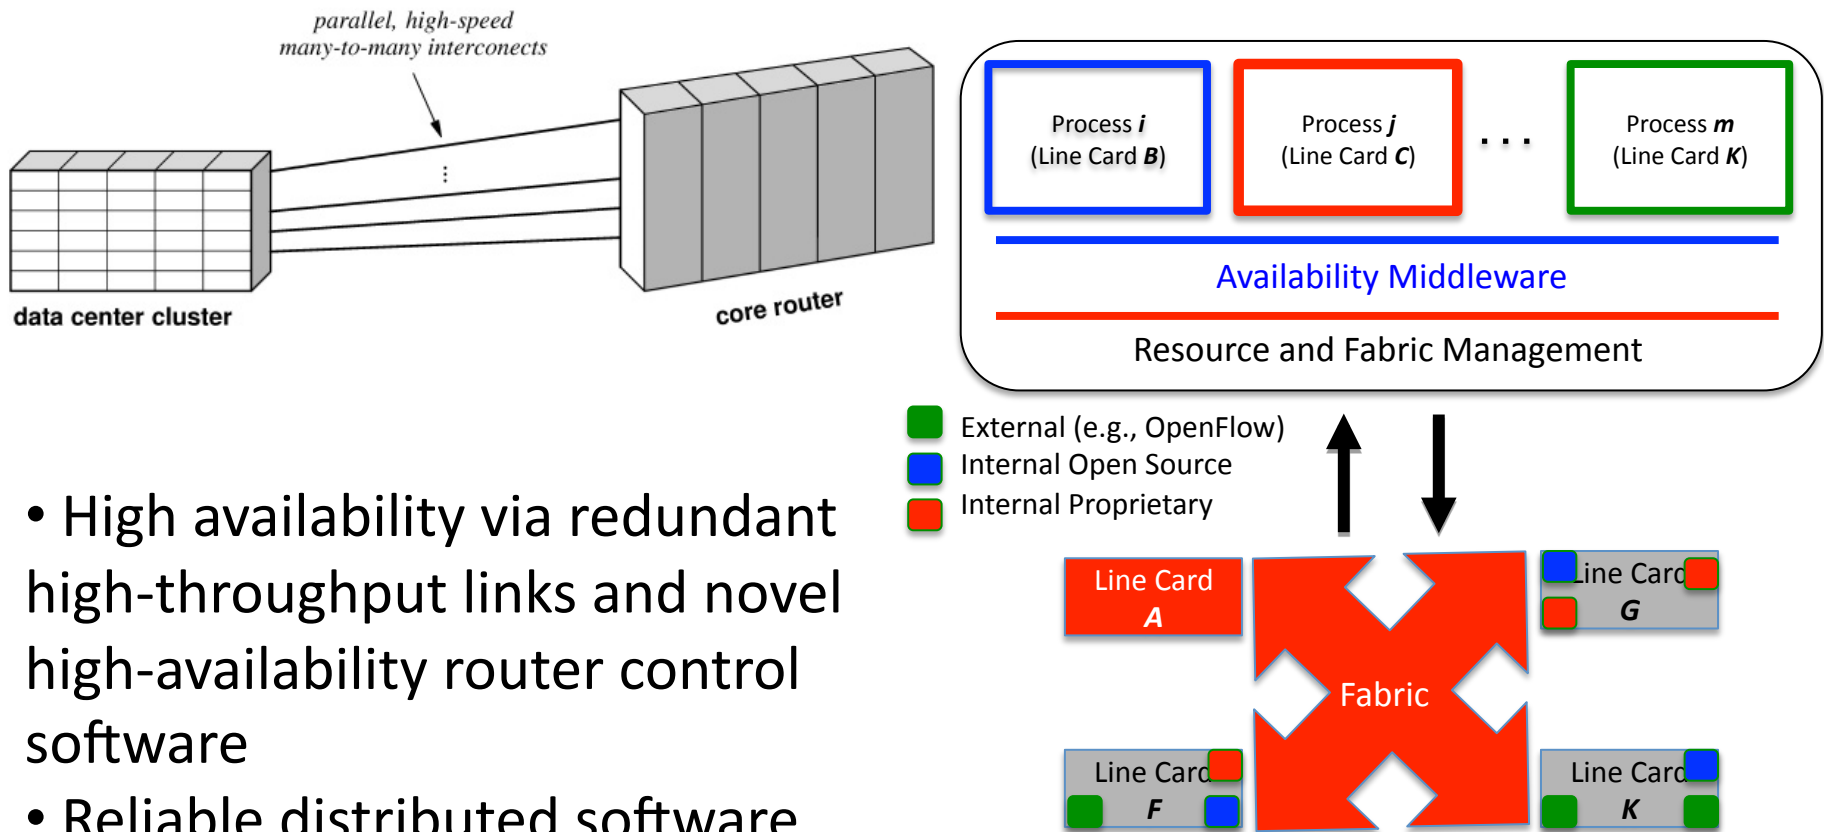 parallel, high-speed
many-to-many interconects
⋮
data center cluster
core router
Process i
(Line Card B)
Process j
(Line Card C)
. . .
Process m
(Line Card K)
Availability Middleware
Resource and Fabric Management
External (e.g., OpenFlow)
Internal Open Source
Internal Proprietary
• High availability via redundant
high-throughput links and novel
high-availability router control
software
• Reliable distributed software
Line Card
A
Line Card
G
Fabric
Line Card
F
Line Card
K